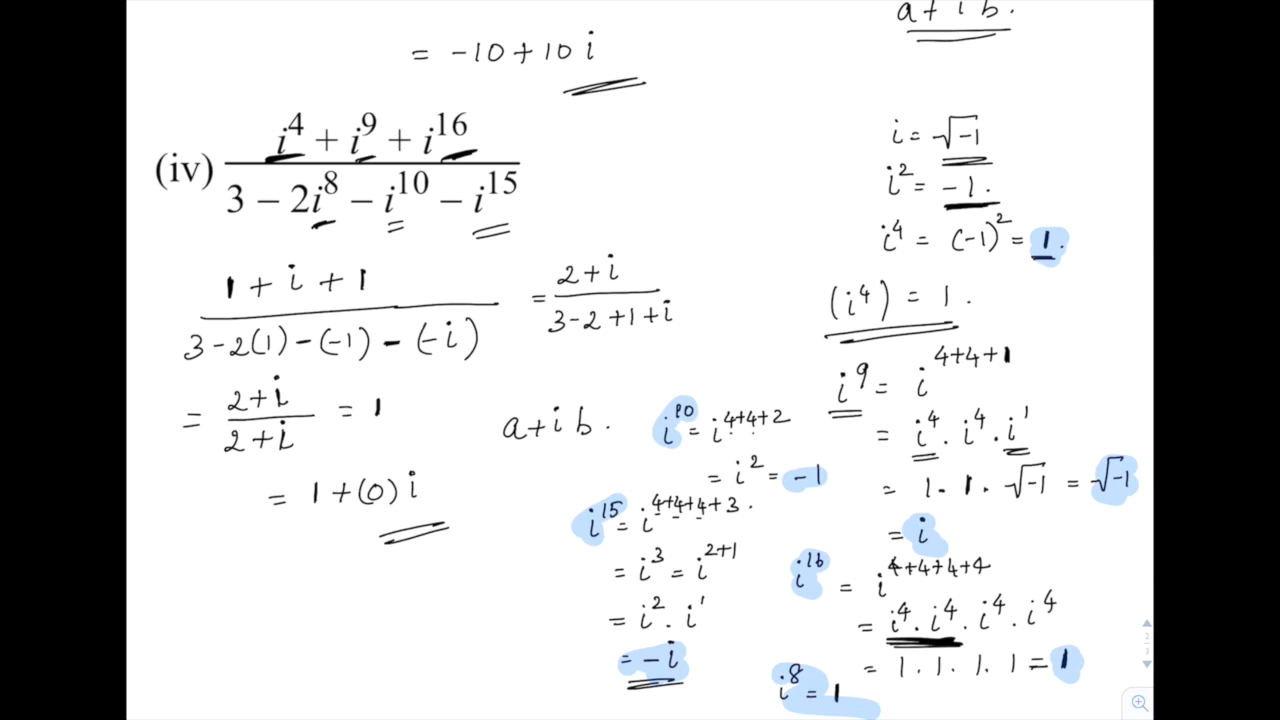 a + i b.
= -10 + 10 i
(iv) i^4 + i^9 + i^16 / 3 − 2i^8 − i^10 − i^15
1 + i + 1 / 3-2(1)-(-1)-(-i) = 2+i / 3-2+1+i
= 2+i / 2+i = 1
a + i b.
= 1 + (0) i
i = √-1
i^2 = -1.
i^4 = (-1)^2 = 1.
(i^4) = 1.
i^9 = i^4+4+1
= i^4 . i^4 . i^1
= 1. 1. √-1 = √-1
= i
i^10 = i^4+4+2
= i^2 = -1
i^15 = i^4+4+4+3.
= i^3 = i^2+1
= i^2 . i^1
= -i
i^16 = i^4+4+4+4
= i^4 . i^4 . i^4 . i^4
= 1. 1. 1. 1 = 1
i^8 = 1
2
3